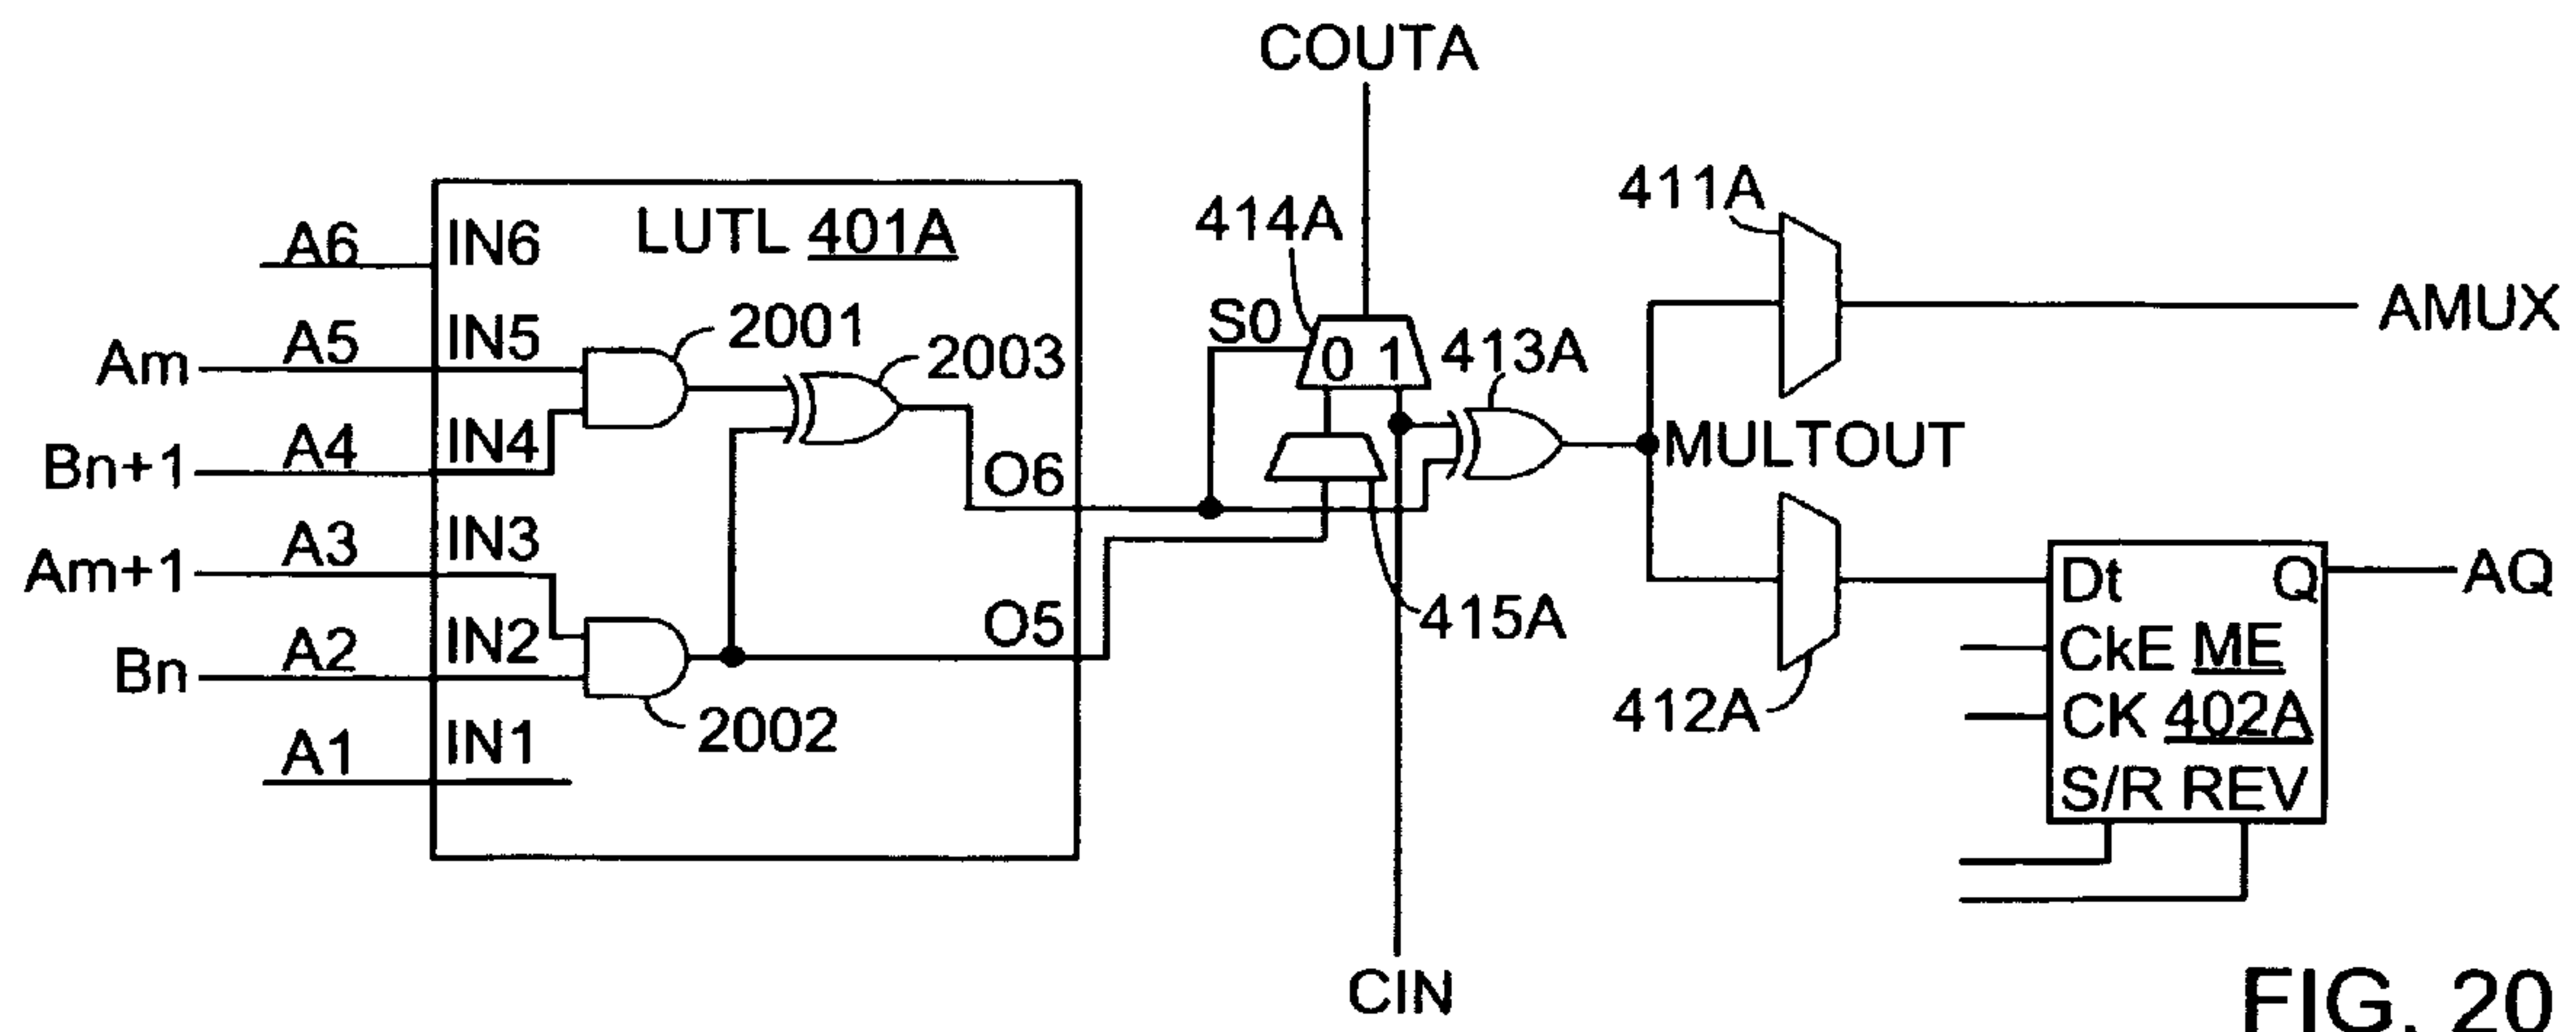 COUTA
411A
414A
A6 IN6 LUTL 401A
S0
Am A5 IN5 2001 2003
0 1 413A
AMUX
Bn+1 A4 IN4 O6 MULTOUT
Am+1 A3 IN3
Dt Q AQ
Bn A2 IN2 O5 415A
CkE ME
2002 412A
CK 402A
A1 IN1
S/R REV
CIN
FIG. 20